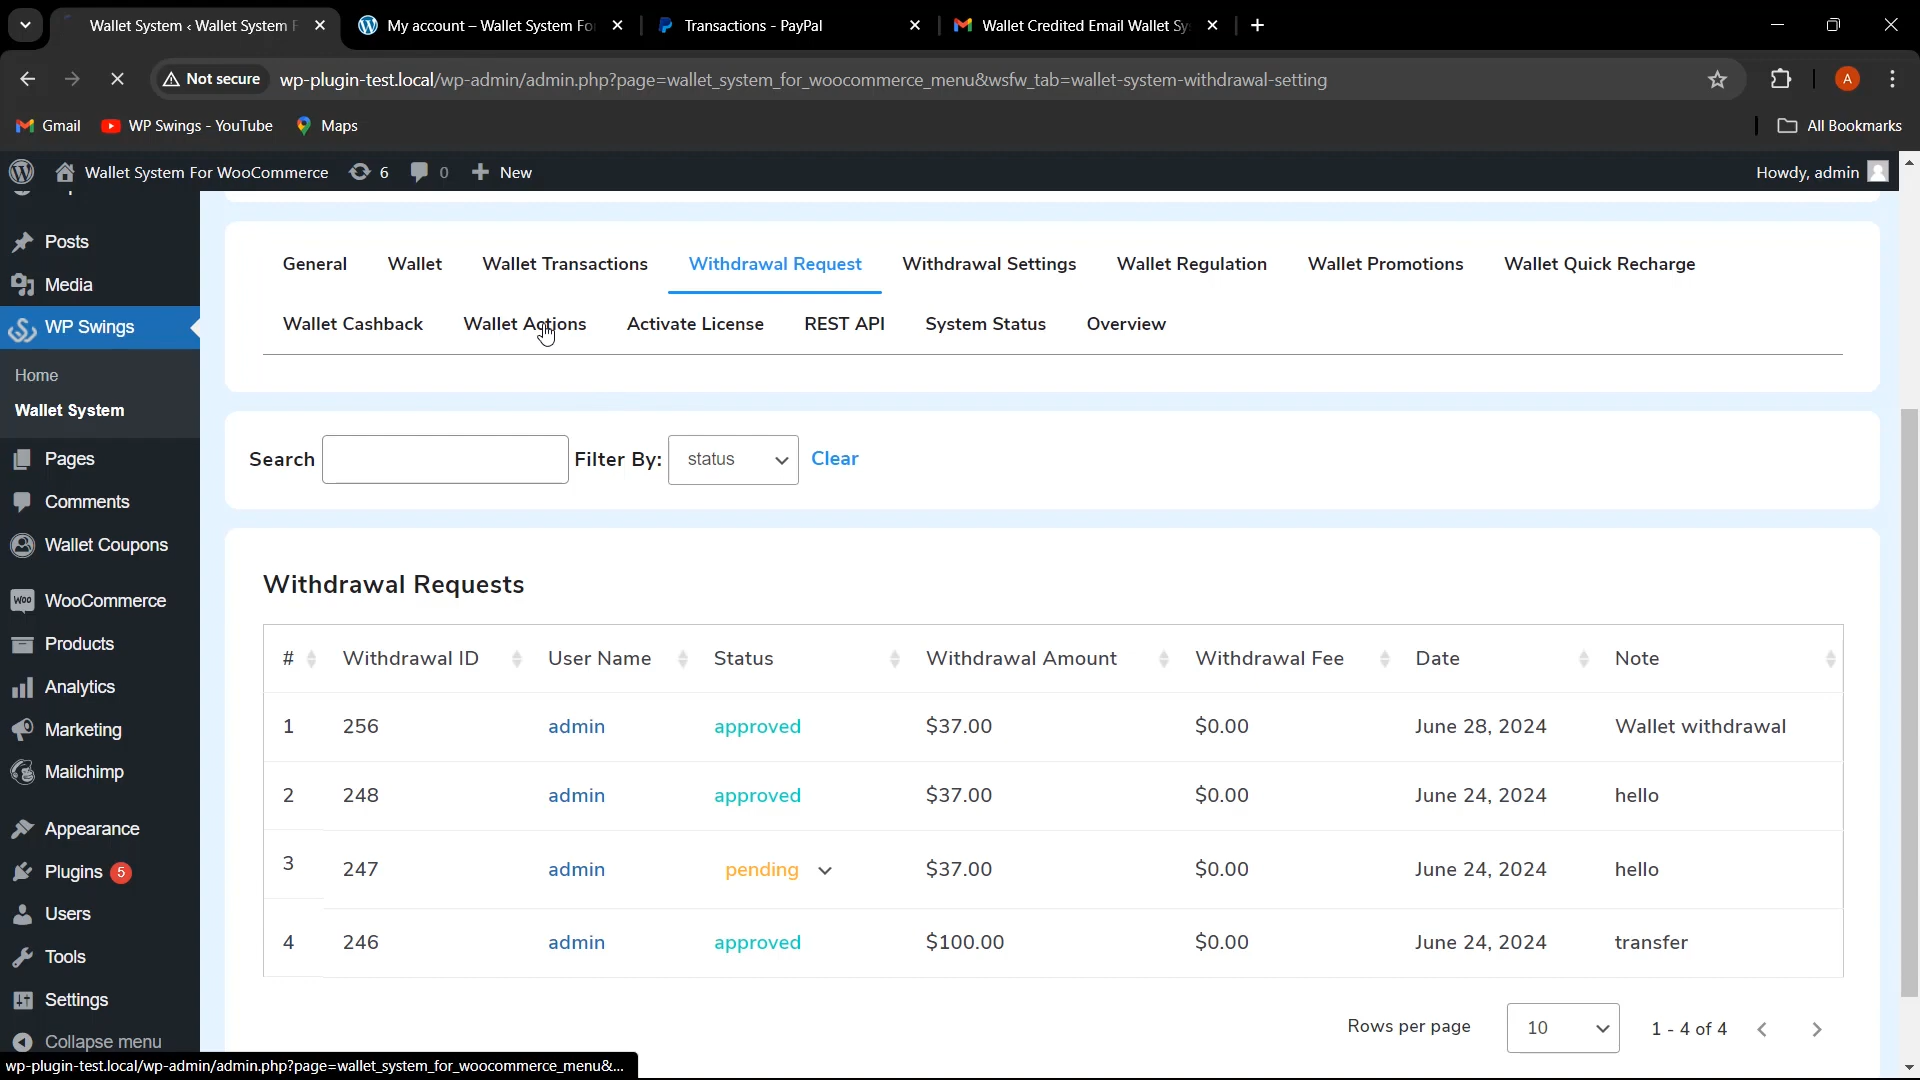 Wallet System ‹ Wallet System F
My account – Wallet System Fo
Transactions - PayPal
Wallet Credited Email Wallet Sy
Not secure
wp-plugin-test.local/wp-admin/admin.php?page=wallet_system_for_woocommerce_menu&wsfw_tab=wallet-system-withdrawal-setting
A
Gmail
WP Swings - YouTube
Maps
All Bookmarks
Wallet System For WooCommerce
6
0
New
Howdy, admin
Posts
Media
WP Swings
Home
Wallet System
Pages
Comments
Wallet Coupons
WooCommerce
Products
Analytics
Marketing
Mailchimp
Appearance
Plugins 5
Users
Tools
Settings
Collapse menu
General Wallet Wallet Transactions Withdrawal Request Withdrawal Settings Wallet Regulation Wallet Promotions Wallet Quick Recharge
Wallet Cashback Wallet Actions Activate License REST API System Status Overview
Search Filter By: status Clear
Withdrawal Requests
# Withdrawal ID User Name Status Withdrawal Amount Withdrawal Fee Date Note
1 256 admin approved $37.00 $0.00 June 28, 2024 Wallet withdrawal
2 248 admin approved $37.00 $0.00 June 24, 2024 hello
3 247 admin pending $37.00 $0.00 June 24, 2024 hello
4 246 admin approved $100.00 $0.00 June 24, 2024 transfer
Rows per page 10 1 - 4 of 4
wp-plugin-test.local/wp-admin/admin.php?page=wallet_system_for_woocommerce_menu&...